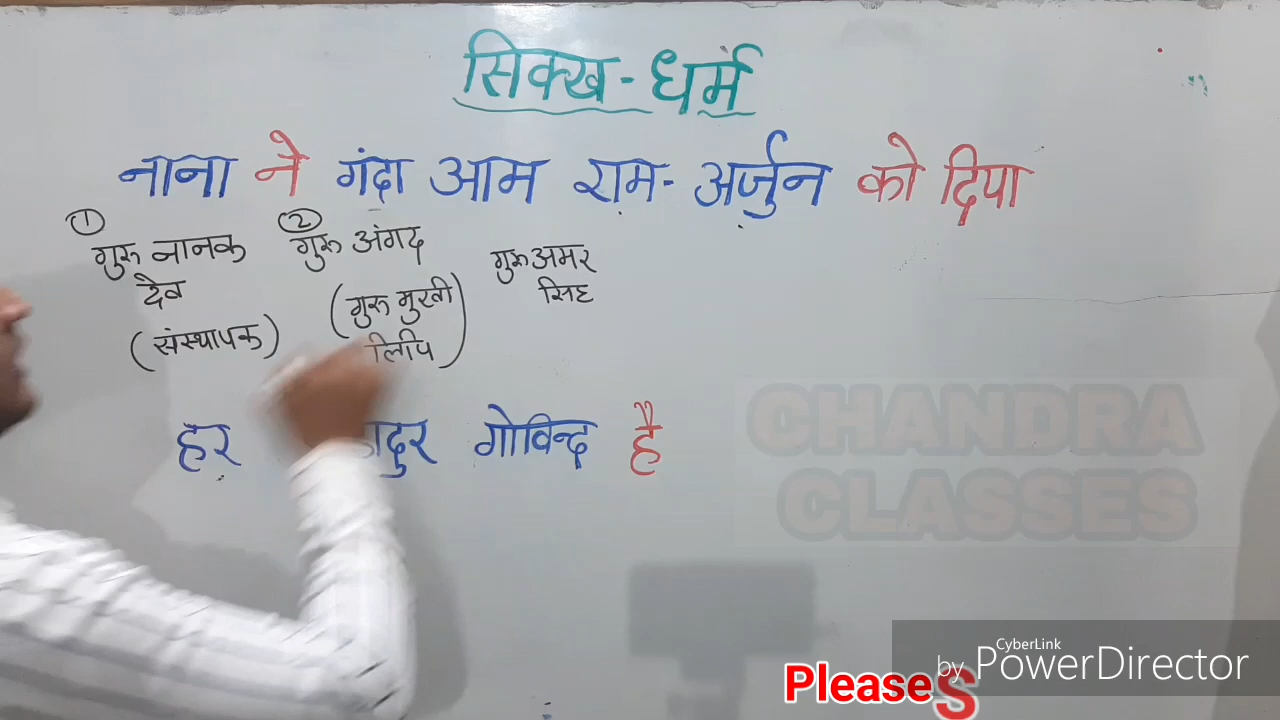 सिक्ख - धर्म
नाना ने गंदा आम राम - अर्जुन को दिया
① ②
गुरु नानक गुरु अंगद गुरु अमर
देव (गुरु मुखी सिंह
(संस्थापक) लिपि)
हर गोविन्द है
CHANDRA
CLASSES
CyberLink
by PowerDirector
Please S